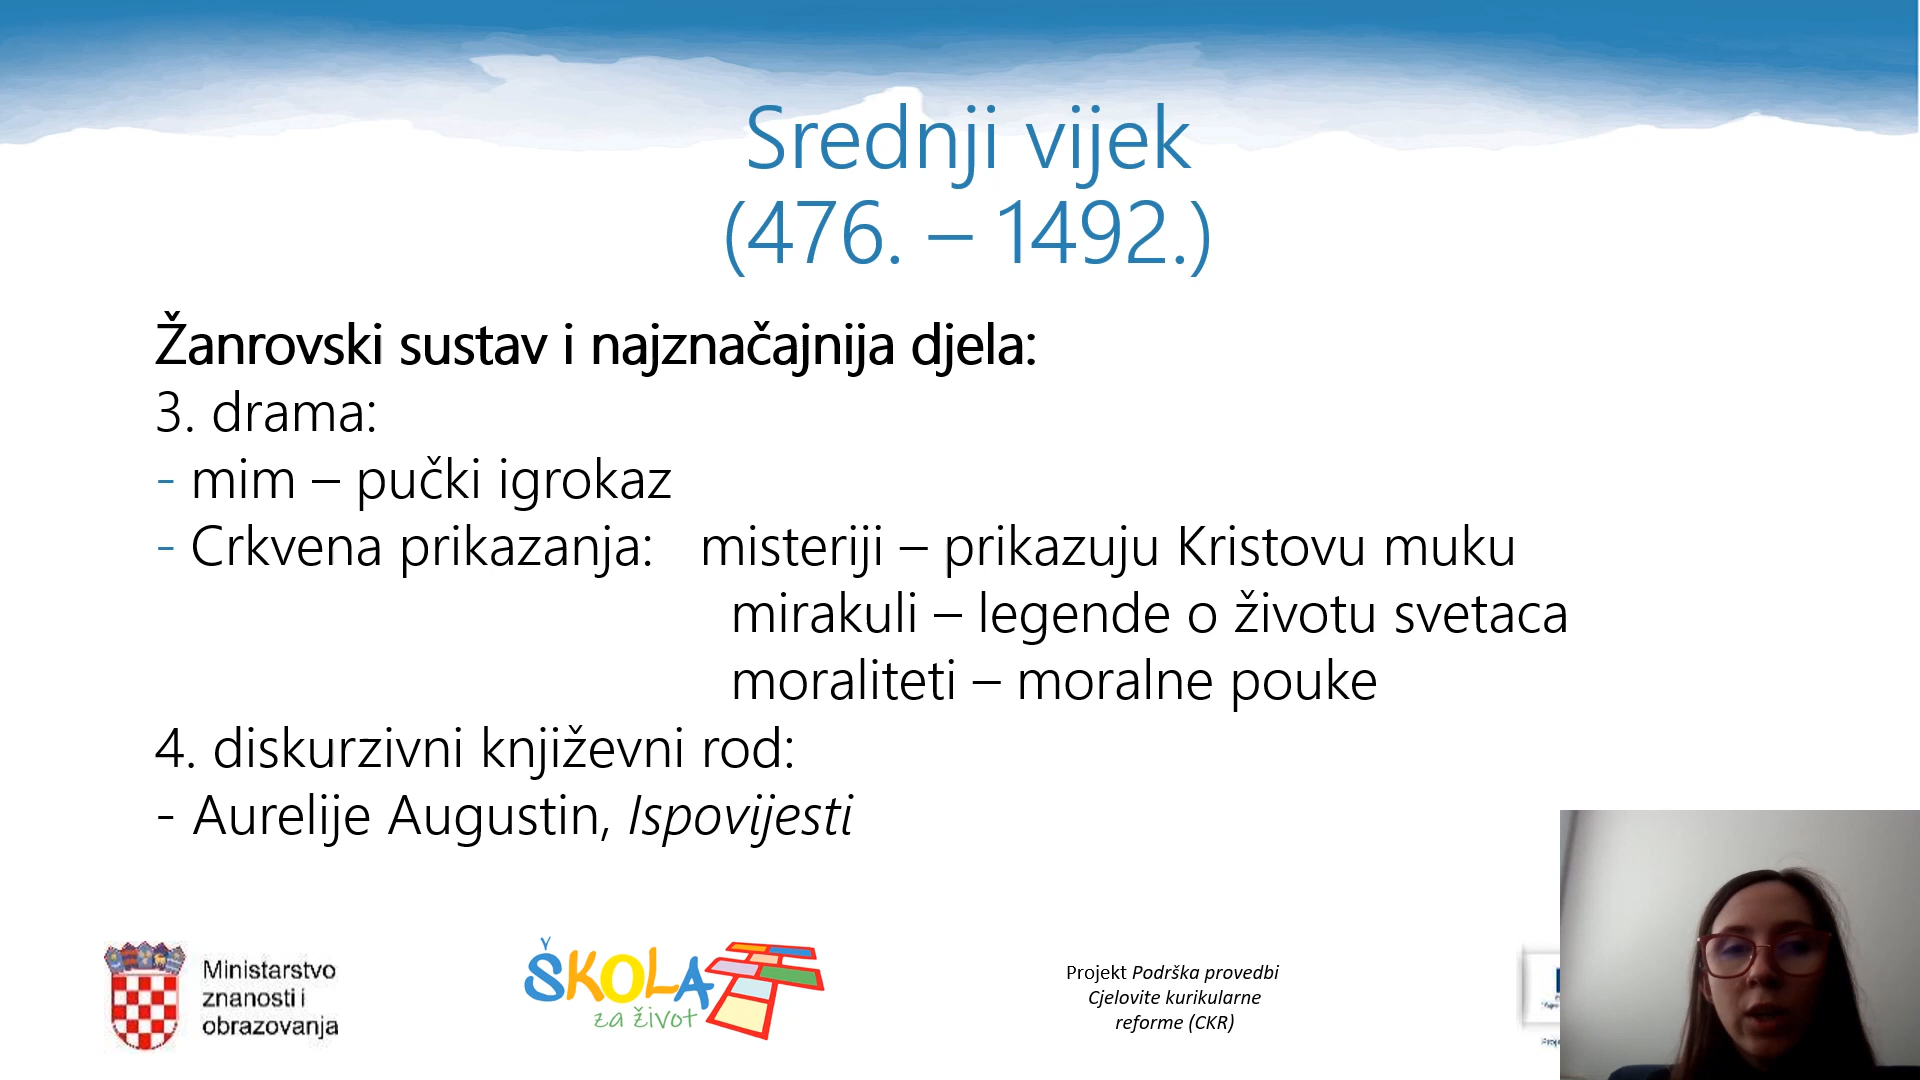 Srednji vijek
(476. – 1492.)
Žanrovski sustav i najznačajnija djela:
3. drama:
- mim – pučki igrokaz
- Crkvena prikazanja: misteriji – prikazuju Kristovu muku
mirakuli – legende o životu svetaca
moraliteti – moralne pouke
4. diskurzivni književni rod:
- Aurelije Augustin, Ispovijesti
Ministarstvo
znanosti i
obrazovanja
ŠKOLA
za život
Projekt Podrška provedbi
Cjelovite kurikularne
reforme (CKR)